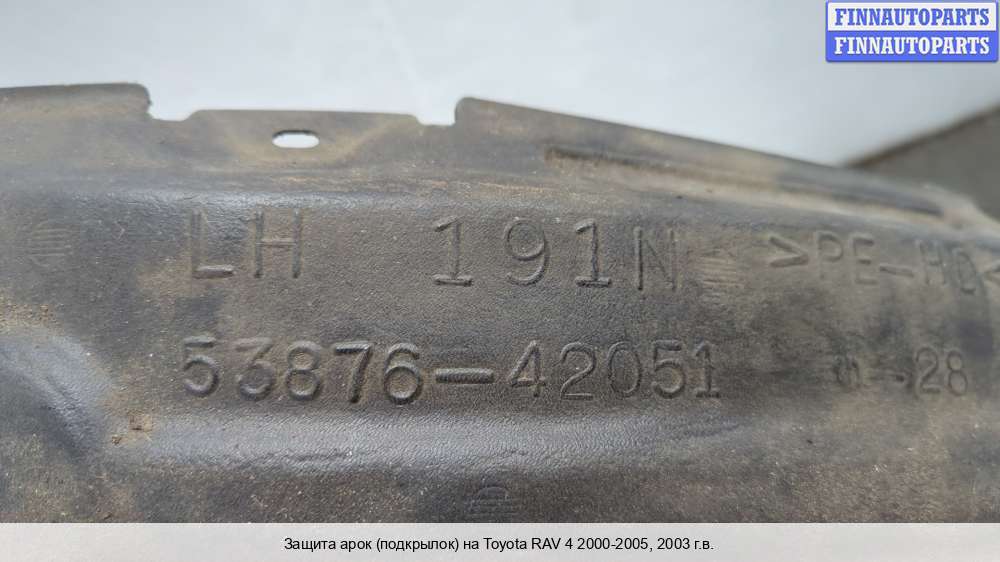 FINNAUTOPARTS
FINNAUTOPARTS
LH 191N >PE-HD<
53876-42051 28
Защита арок (подкрылок) на Toyota RAV 4 2000-2005, 2003 г.в.